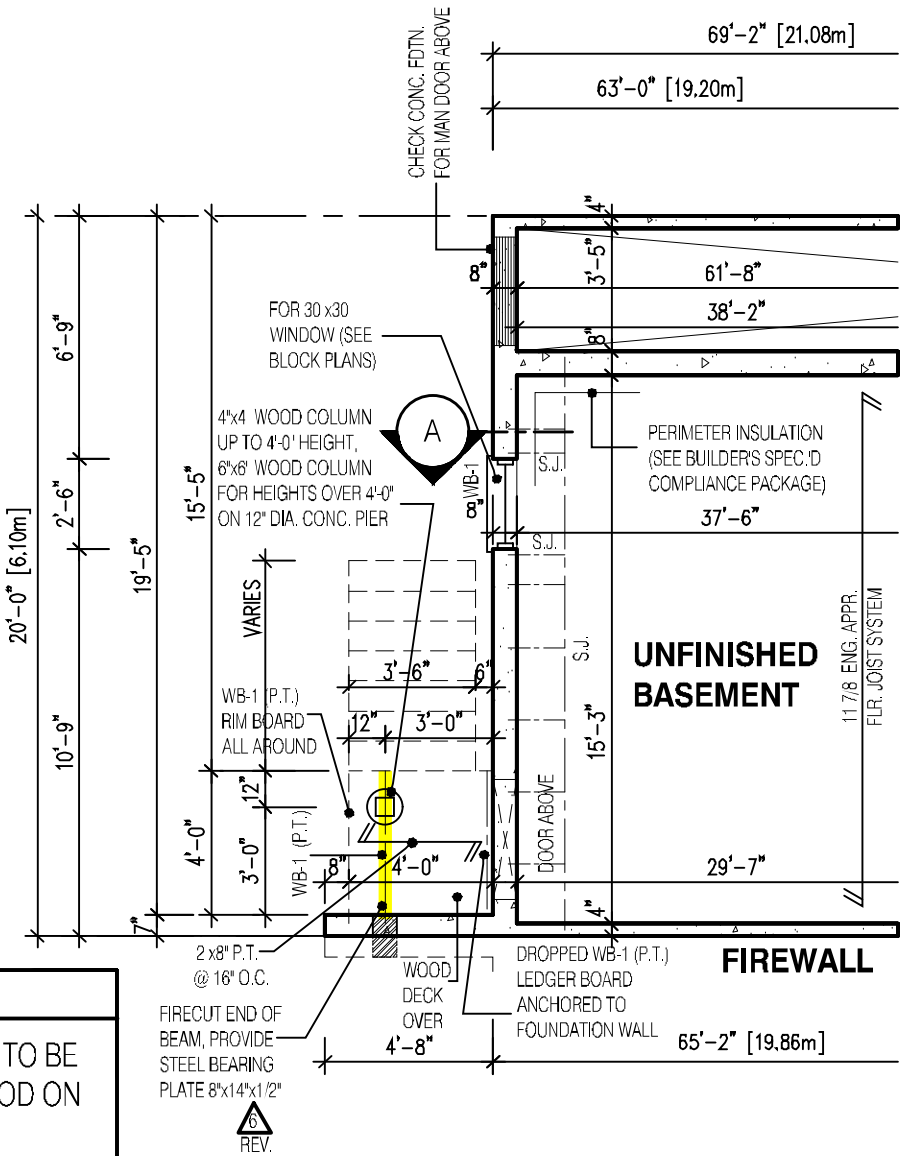 69'-2" [21,08m]
63'-0" [19,20m]
CHECK CONC. FDTN.
FOR MAN DOOR ABOVE
4"
3'-5"
8"
61'-8"
38'-2"
8"
FOR 30 x30
WINDOW (SEE
BLOCK PLANS)
6'-9"
4"x4 WOOD COLUMN
UP TO 4'-0' HEIGHT,
6"x6' WOOD COLUMN
FOR HEIGHTS OVER 4'-0"
ON 12" DIA. CONC. PIER
A
PERIMETER INSULATION
(SEE BUILDER'S SPEC.'D
COMPLIANCE PACKAGE)
S.J.
WB-1
8"
37'-6"
S.J.
2'-6"
15'-5"
19'-5"
20'-0" [6,10m]
VARIES
S.J.
UNFINISHED
BASEMENT
11 7/8 ENG. APPR.
FLR. JOIST SYSTEM
3'-6"
6"
WB-1 (P.T.)
RIM BOARD
ALL AROUND
12"
3'-0"
15'-3"
10'-9"
12"
4'-0"
3'-0"
WB-1 (P.T.)
8"
4'-0"
DOOR ABOVE
29'-7"
4"
7"
2 x8" P.T.
@ 16" O.C.
WOOD
DECK
OVER
DROPPED WB-1 (P.T.)
LEDGER BOARD
ANCHORED TO
FOUNDATION WALL
FIREWALL
FIRECUT END OF
BEAM, PROVIDE
STEEL BEARING
PLATE 8"x14"x1/2"
4'-8"
65'-2" [19,86m]
TO BE
OD ON
6
REV.